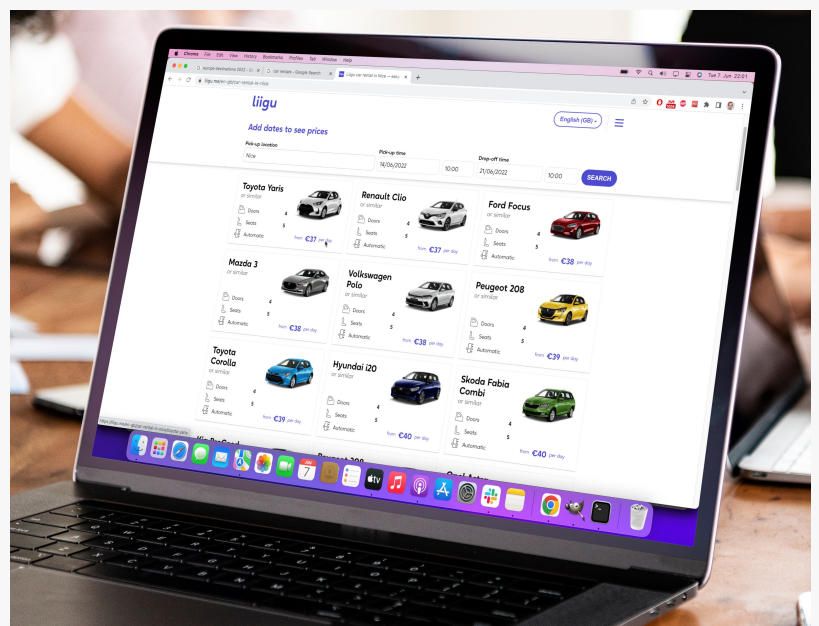 Chrome File Edit View History Bookmarks Profiles Tab Window Help
Tue 7. Jun 22:01
car rentals - Google Search
liigu
English (GB)
Add dates to see prices
Pick-up location
Pick-up time
Drop-off time
Nice
14/06/2022
10:00
21/06/2022
10:00
SEARCH
Toyota Yaris
or similar
Doors 4
Seats 5
Automatic
from €37 per day
Renault Clio
or similar
Doors 4
Seats 5
Automatic
from €37 per day
Ford Focus
or similar
Doors 4
Seats 5
Automatic
from €38 per day
Mazda 3
or similar
Doors 4
Seats 5
Automatic
from €38 per day
Volkswagen
Polo
or similar
Doors 4
Seats 5
Automatic
from €38 per day
Peugeot 208
or similar
Doors 4
Seats 5
Automatic
from €39 per day
Toyota
Corolla
or similar
Doors 4
Seats 5
Automatic
from €39 per day
Hyundai i20
or similar
Doors 4
Seats 5
Automatic
from €40 per day
Skoda Fabia
Combi
or similar
Doors 4
Seats 5
Automatic
from €40 per day
JUN
7
tv